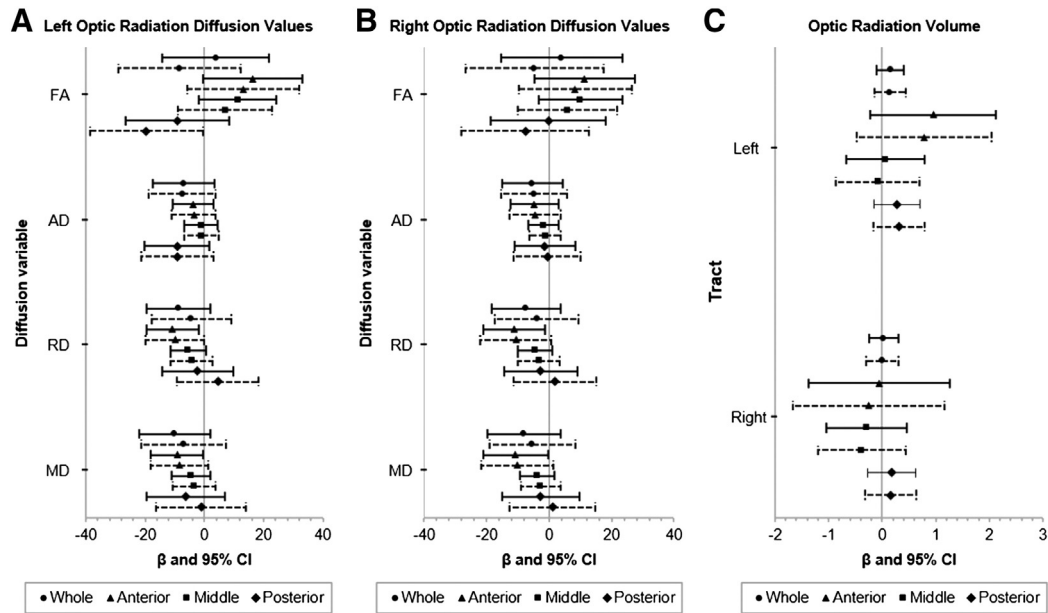 A Left Optic Radiation Diffusion Values
Diffusion variable
FA
AD
RD
MD
-40 -20 0 20 40
β and 95% CI
Whole Anterior Middle Posterior
B Right Optic Radiation Diffusion Values
Diffusion variable
FA
AD
RD
MD
-40 -20 0 20 40
β and 95% CI
Whole Anterior Middle Posterior
C Optic Radiation Volume
Tract
Left
Right
-2 -1 0 1 2 3
β and 95% CI
Whole Anterior Middle Posterior